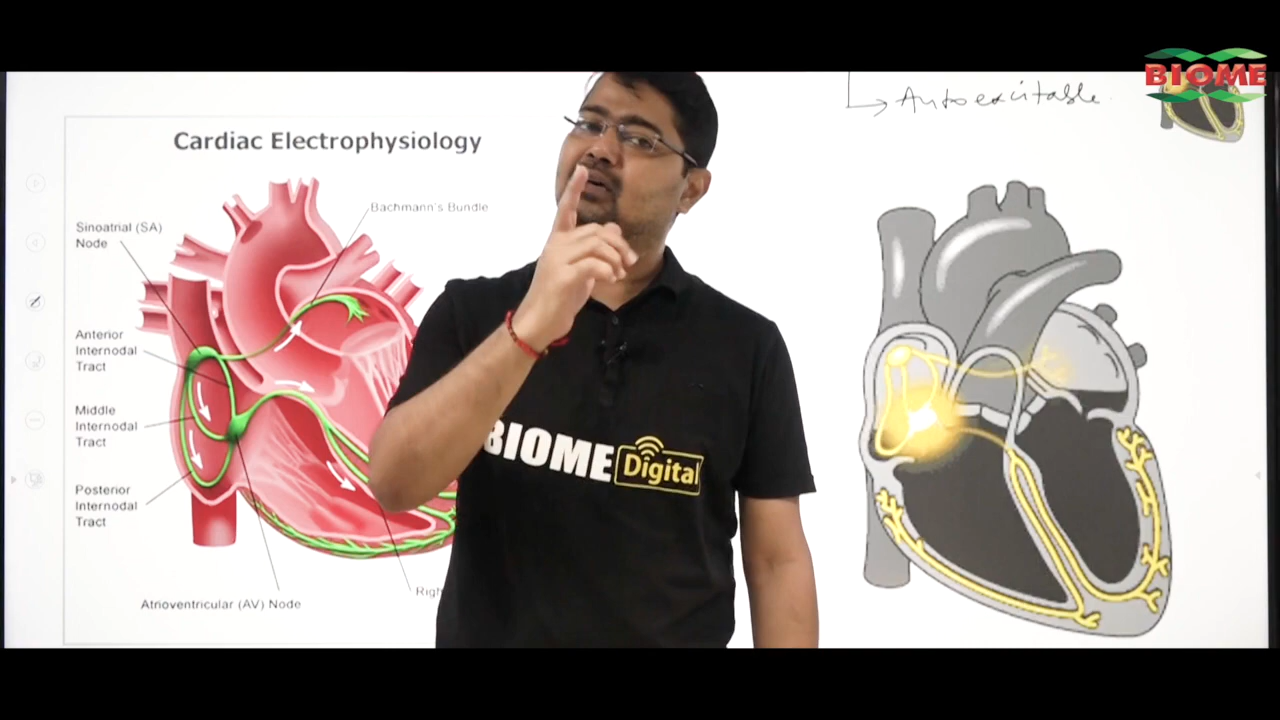 BIOME
Autoexcitable.
Cardiac Electrophysiology
Bachmann's Bundle
Sinoatrial (SA)
Node
Anterior
Internodal
Tract
Middle
Internodal
Tract
Posterior
Internodal
Tract
Atrioventricular (AV) Node
Righ
BIOME Digital